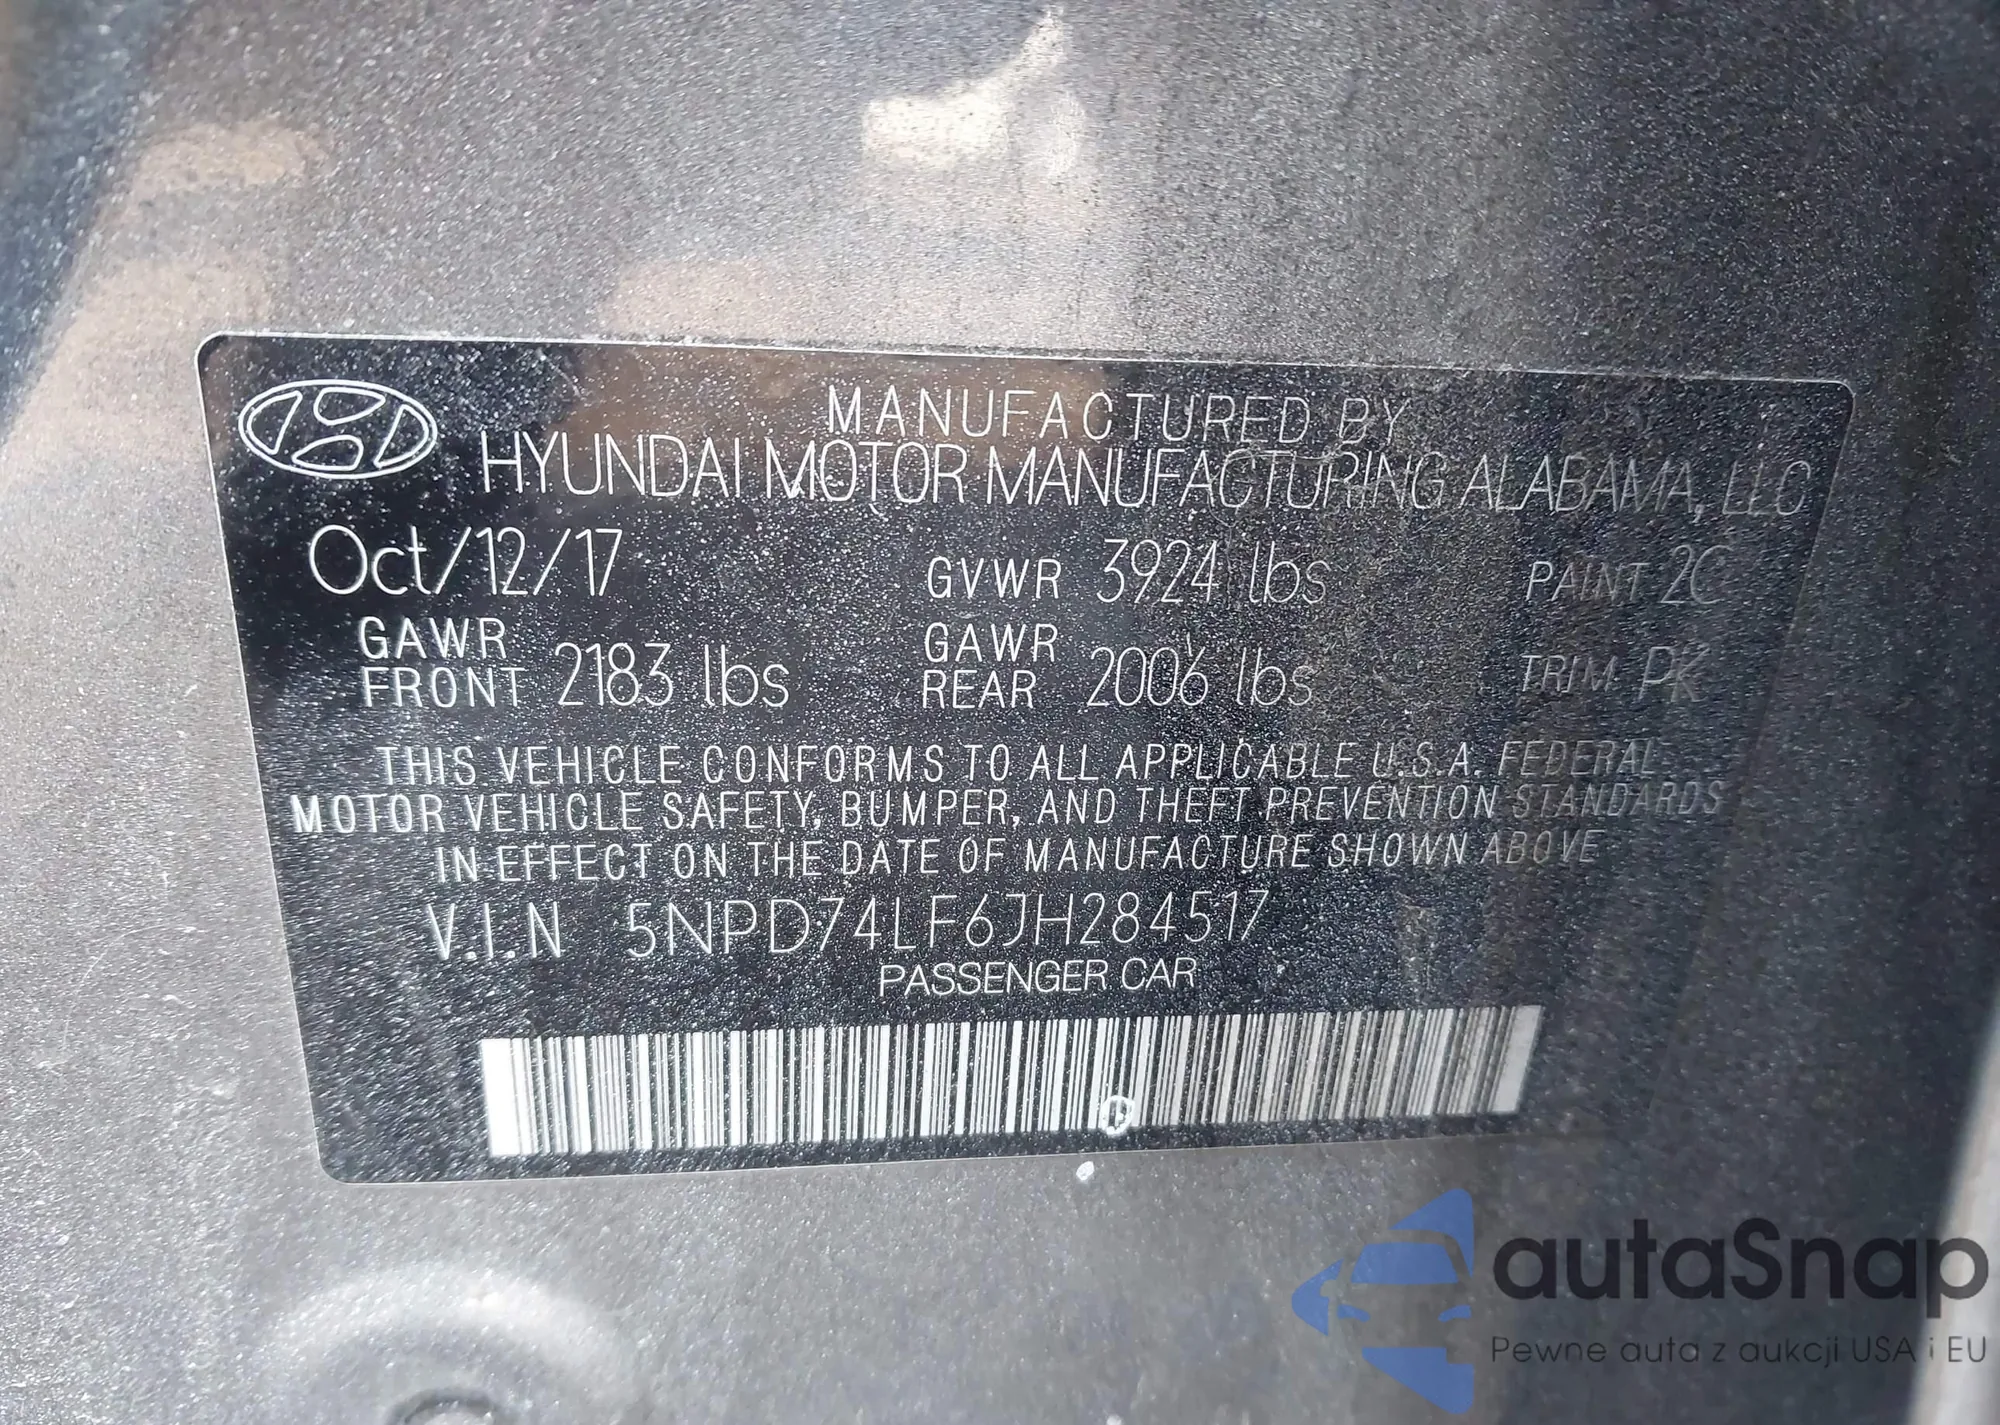 MANUFACTURED BY
HYUNDAI MOTOR MANUFACTURING ALABAMA, LLC
Oct/12/17 GVWR 3924 lbs PAINT 2C
GAWR FRONT 2183 lbs GAWR REAR 2006 lbs TRIM PK
THIS VEHICLE CONFORMS TO ALL APPLICABLE U.S.A. FEDERAL
MOTOR VEHICLE SAFETY, BUMPER, AND THEFT PREVENTION STANDARDS
IN EFFECT ON THE DATE OF MANUFACTURE SHOWN ABOVE
V.I.N 5NPD74LF6JH284517
PASSENGER CAR
autaSnap
Pewne auta z aukcji USA i EU